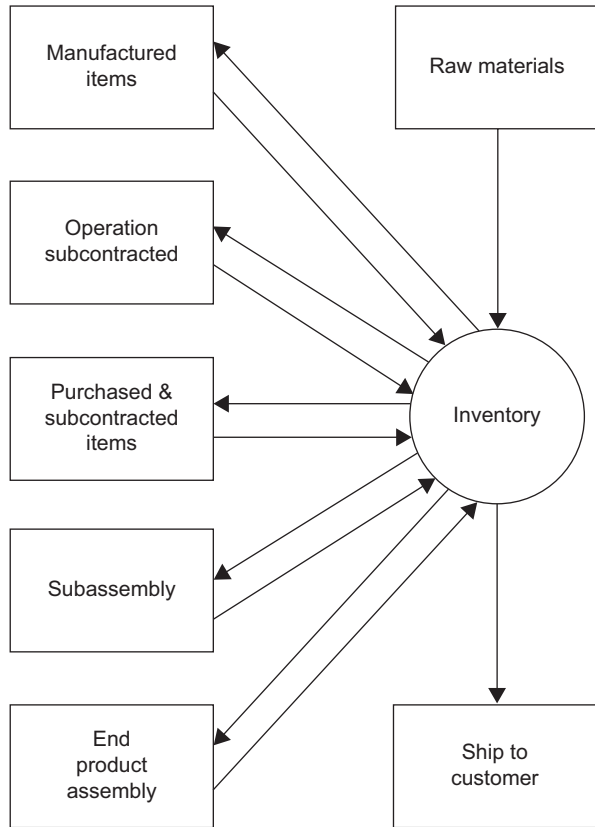 Manufactured
items
Raw materials
Operation
subcontracted
Purchased &
subcontracted
items
Inventory
Subassembly
End
product
assembly
Ship to
customer